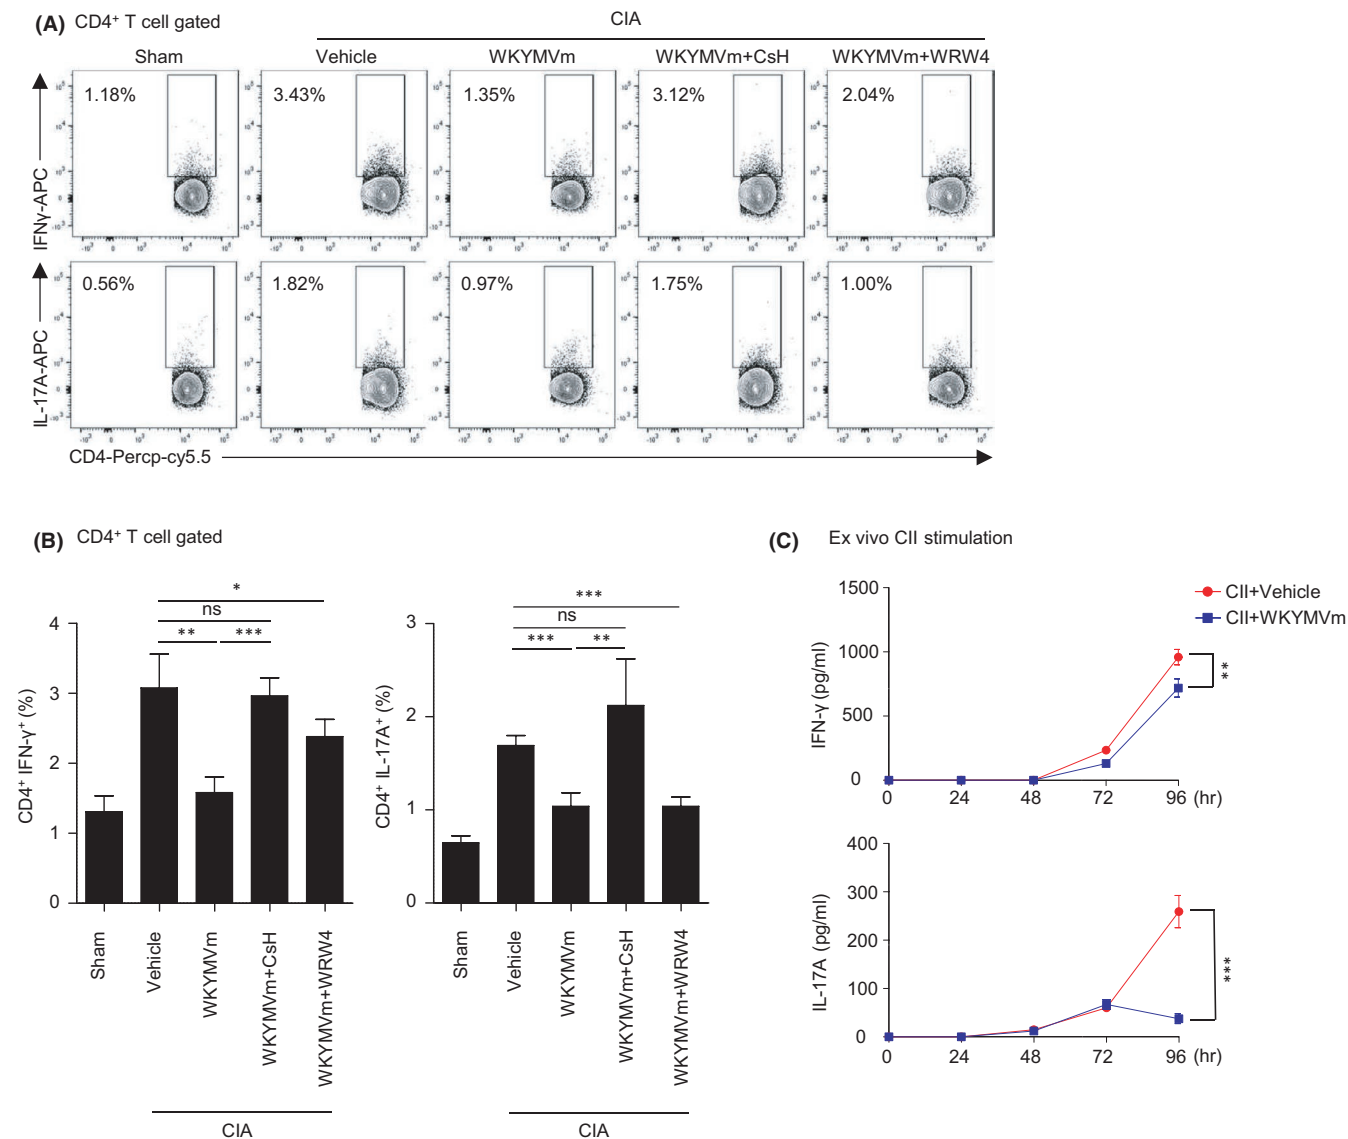 (A) CD4⁺ T cell gated
CIA
Sham Vehicle WKYMVm WKYMVm+CsH WKYMVm+WRW4
IFNγ-APC
1.18% 3.43% 1.35% 3.12% 2.04%
IL-17A-APC
0.56% 1.82% 0.97% 1.75% 1.00%
CD4-Percp-cy5.5
(B) CD4⁺ T cell gated
CD4⁺ IFN-γ⁺ (%)
4
3
2
1
0
*
ns
** ***
Sham
Vehicle
WKYMVm
WKYMVm+CsH
WKYMVm+WRW4
CIA
CD4⁺ IL-17A⁺ (%)
3
2
1
0
***
ns
*** **
Sham
Vehicle
WKYMVm
WKYMVm+CsH
WKYMVm+WRW4
CIA
(C) Ex vivo CII stimulation
CII+Vehicle
CII+WKYMVm
IFN-γ (pg/ml)
1500
1000
500
0
**
0 24 48 72 96 (hr)
IL-17A (pg/ml)
400
300
200
100
0
***
0 24 48 72 96 (hr)